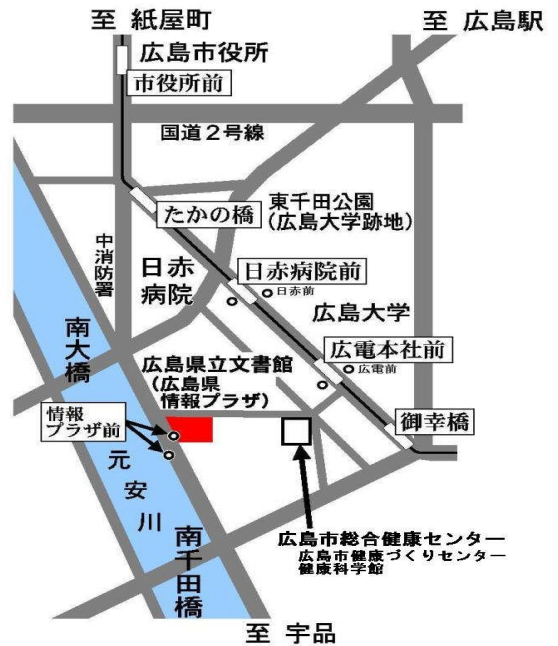 至 紙屋町
至 広島駅
広島市役所
市役所前
国道2号線
たかの橋
東千田公園
(広島大学跡地)
中消防署
日赤
病院
日赤病院前
日赤前
広島大学
南大橋
広電本社前
広電前
広島県立文書館
(広島県
情報プラザ)
情報
プラザ前
御幸橋
元安川
南千田橋
広島市総合健康センター
広島市健康づくりセンター
健康科学館
至 宇品